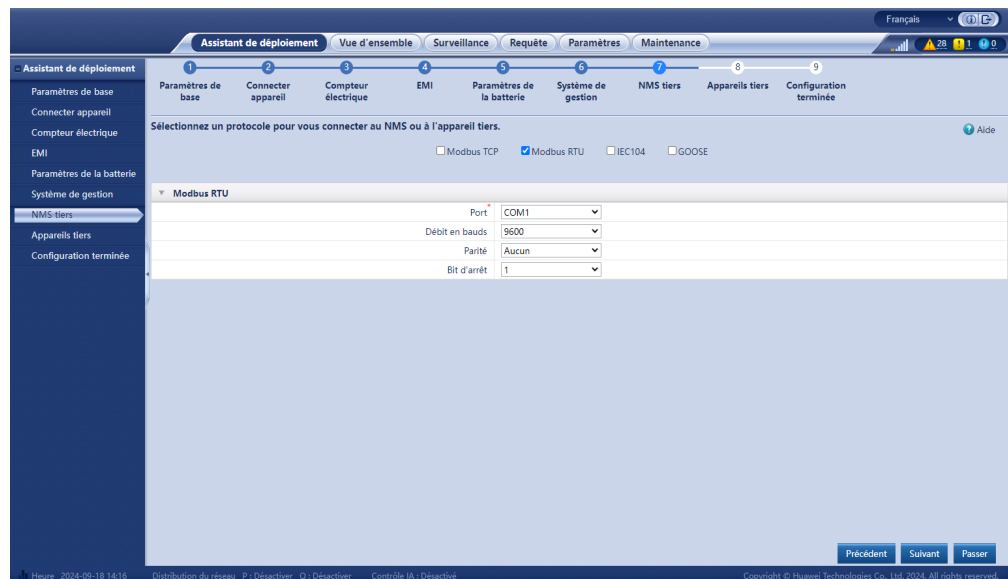 Français
Assistant de déploiement Vue d'ensemble Surveillance Requête Paramètres Maintenance
28 1 0
Assistant de déploiement
Paramètres de base
Connecter appareil
Compteur électrique
EMI
Paramètres de la batterie
Système de gestion
NMS tiers
Appareils tiers
Configuration terminée
1 2 3 4 5 6 7 8 9
Paramètres de base
Connecter appareil
Compteur électrique
EMI
Paramètres de la batterie
Système de gestion
NMS tiers
Appareils tiers
Configuration terminée
Sélectionnez un protocole pour vous connecter au NMS ou à l'appareil tiers.
Aide
Modbus TCP Modbus RTU IEC104 GOOSE
Modbus RTU
Port * COM1
Débit en bauds 9600
Parité Aucun
Bit d'arrêt 1
Précédent Suivant Passer
Heure 2024-09-18 14:16 Distribution du réseau P : Désactiver Q : Désactiver Contrôle IA : Désactivé Copyright © Huawei Technologies Co., Ltd. 2024. All rights reserved.